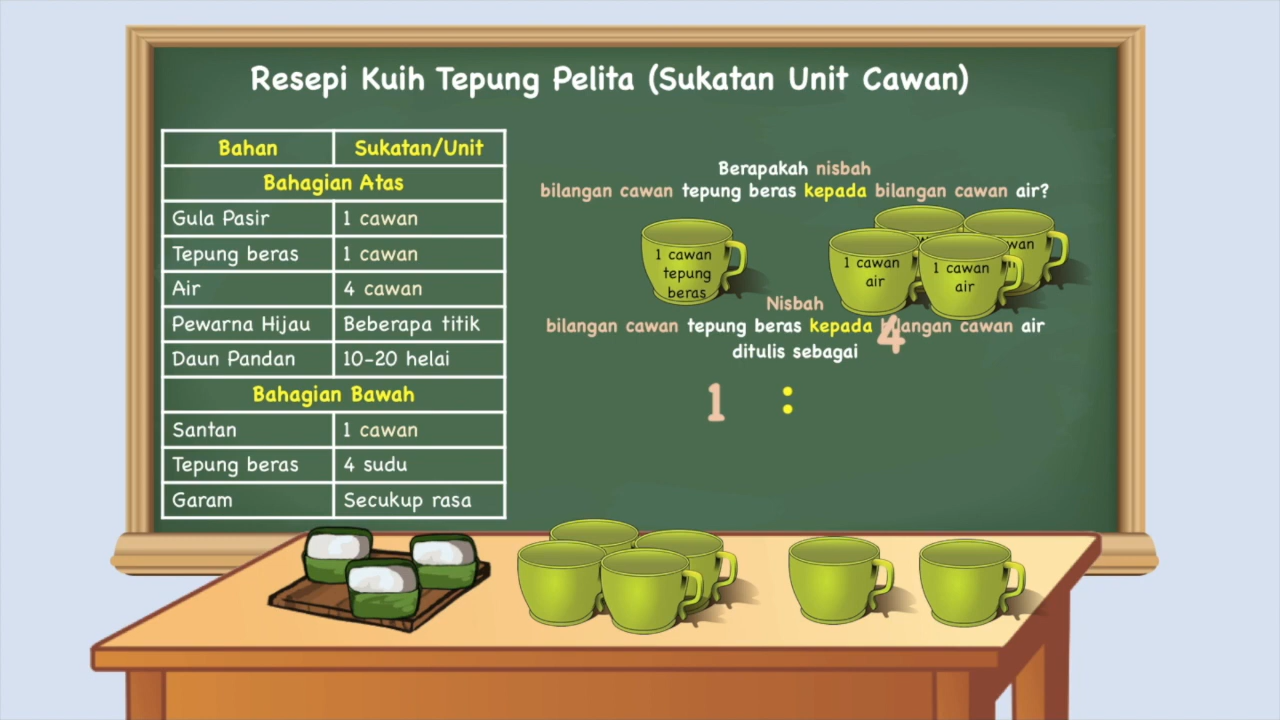 Resepi Kuih Tepung Pelita (Sukatan Unit Cawan)
Bahan Sukatan/Unit
Bahagian Atas
Gula Pasir 1 cawan
Tepung beras 1 cawan
Air 4 cawan
Pewarna Hijau Beberapa titik
Daun Pandan 10-20 helai
Bahagian Bawah
Santan 1 cawan
Tepung beras 4 sudu
Garam Secukup rasa
Berapakah nisbah
bilangan cawan tepung beras kepada bilangan cawan air?
1 cawan
tepung
beras
1 cawan
air
1 cawan
air
Nisbah
bilangan cawan tepung beras kepada bilangan cawan air
4
ditulis sebagai
1 :